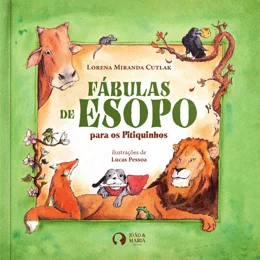 LORENA MIRANDA CUTLAK
FÁBULAS
DE ESOPO
para os Pitiquinhos
ilustrações de
Lucas Pessoa
JOÃO &
MARIA